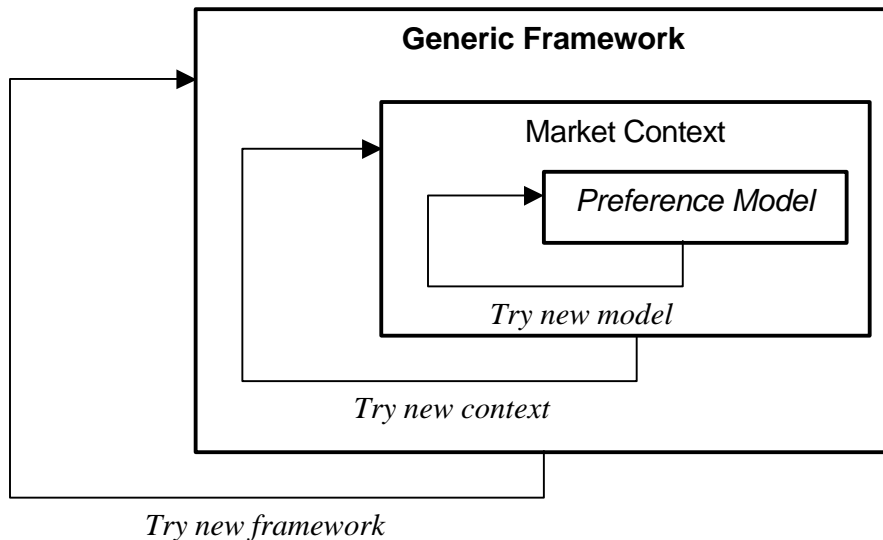 Generic Framework
Market Context
Preference Model
Try new model
Try new context
Try new framework